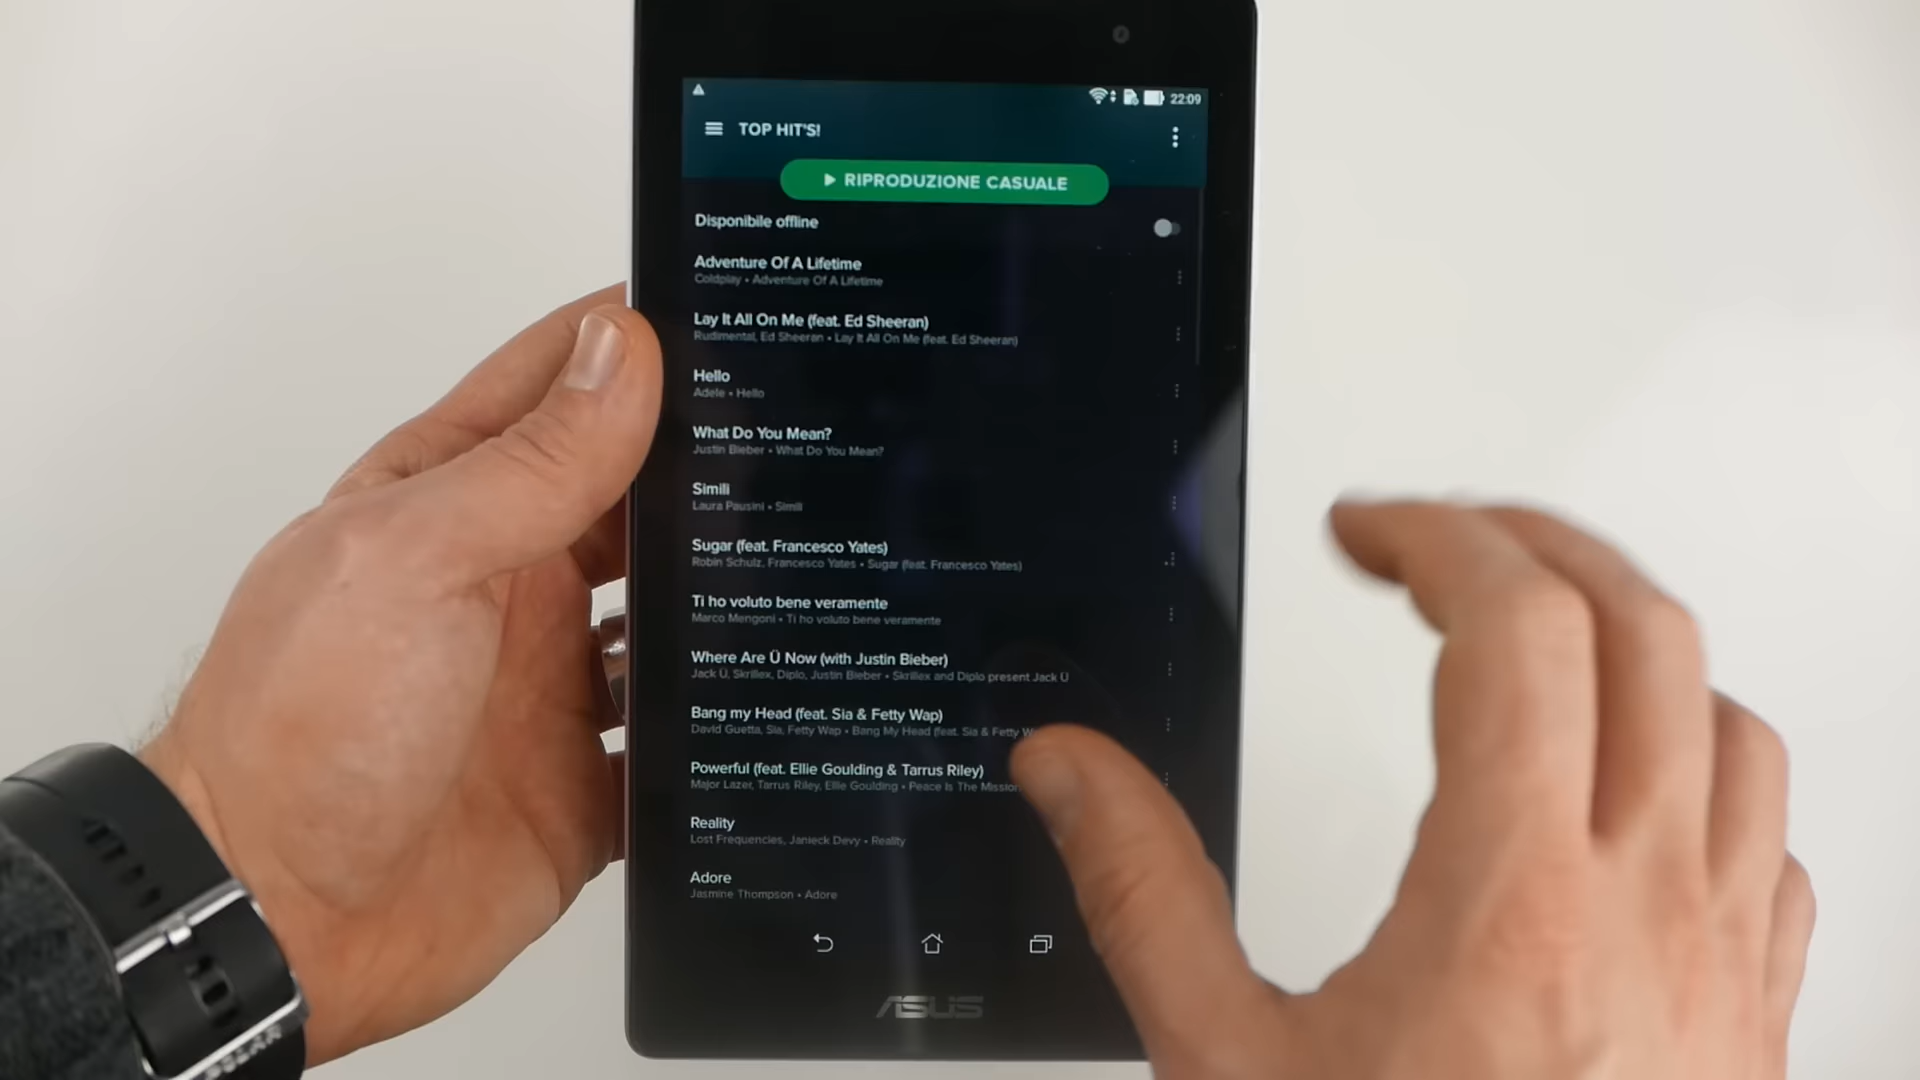 22:09
TOP HIT'S!
RIPRODUZIONE CASUALE
Disponibile offline
Adventure Of A Lifetime
Coldplay • Adventure Of A Lifetime
Lay It All On Me (feat. Ed Sheeran)
Rudimental, Ed Sheeran • Lay It All On Me (feat. Ed Sheeran)
Hello
Adele • Hello
What Do You Mean?
Justin Bieber • What Do You Mean?
Simili
Laura Pausini • Simili
Sugar (feat. Francesco Yates)
Robin Schulz, Francesco Yates • Sugar (feat. Francesco Yates)
Ti ho voluto bene veramente
Marco Mengoni • Ti ho voluto bene veramente
Where Are Ü Now (with Justin Bieber)
Jack Ü, Skrillex, Diplo, Justin Bieber • Skrillex and Diplo present Jack Ü
Bang my Head (feat. Sia & Fetty Wap)
David Guetta, Sia, Fetty Wap • Bang My Head (feat. Sia & Fetty
Powerful (feat. Ellie Goulding & Tarrus Riley)
Major Lazer, Tarrus Riley, Ellie Goulding • Peace Is The Mission
Reality
Lost Frequencies, Janieck Devy • Reality
Adore
Jasmine Thompson • Adore
ASUS